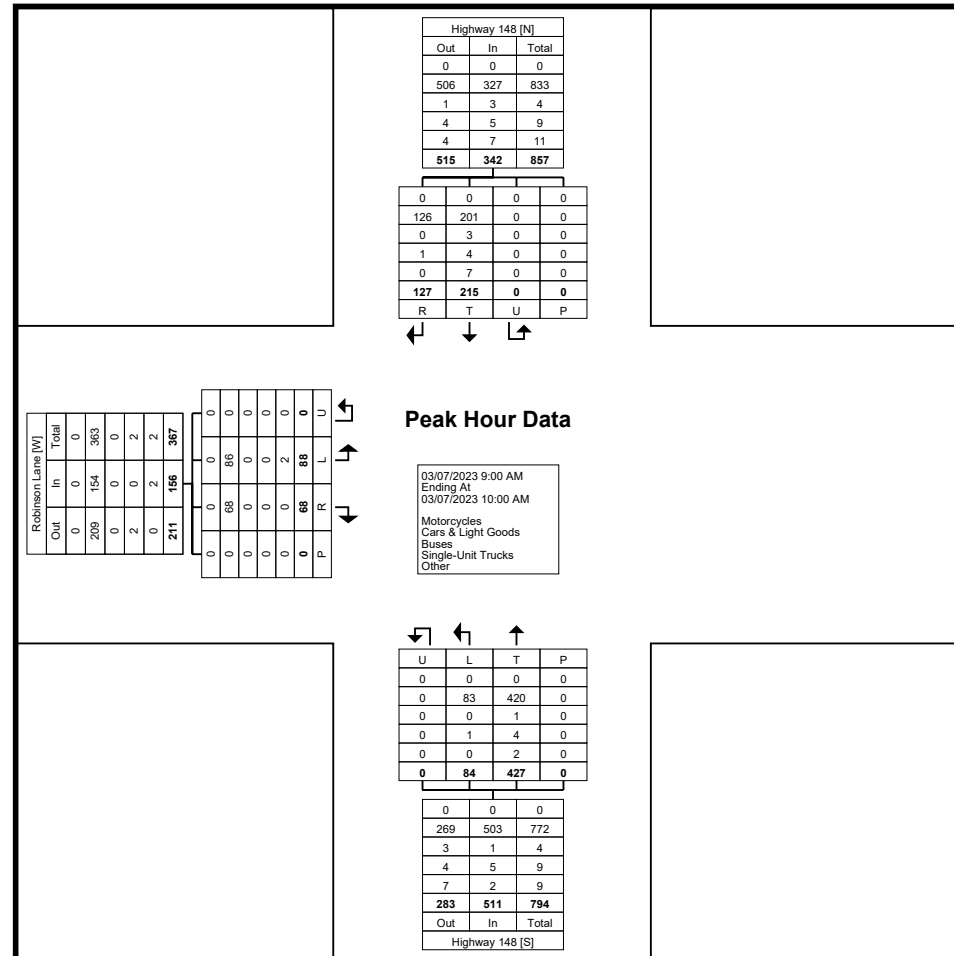 Highway 148 [N]
Out In Total
0 0 0
506 327 833
1 3 4
4 5 9
4 7 11
515 342 857
0 0 0 0
126 201 0 0
0 3 0 0
1 4 0 0
0 7 0 0
127 215 0 0
R T U P
Robinson Lane [W]
Out In Total
0 0 0
209 154 363
0 0 0
2 0 2
0 2 2
211 156 367
0 0 0 0
0 68 86 0
0 0 0 0
0 0 0 0
0 0 2 0
0 68 88 0
P R L U
Peak Hour Data
03/07/2023 9:00 AM
Ending At
03/07/2023 10:00 AM
Motorcycles
Cars & Light Goods
Buses
Single-Unit Trucks
Other
U L T P
0 0 0 0
0 83 420 0
0 0 1 0
0 1 4 0
0 0 2 0
0 84 427 0
0 0 0
269 503 772
3 1 4
4 5 9
7 2 9
283 511 794
Out In Total
Highway 148 [S]